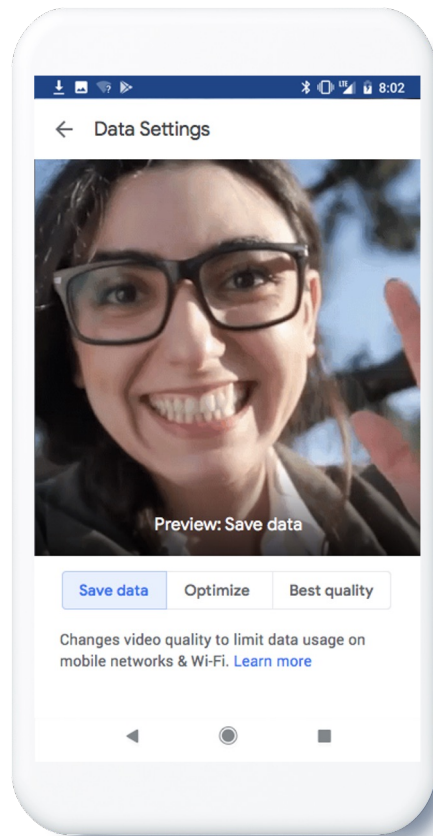 LTE 8:02
Data Settings
Preview: Save data
Save data Optimize Best quality
Changes video quality to limit data usage on
mobile networks & Wi-Fi. Learn more